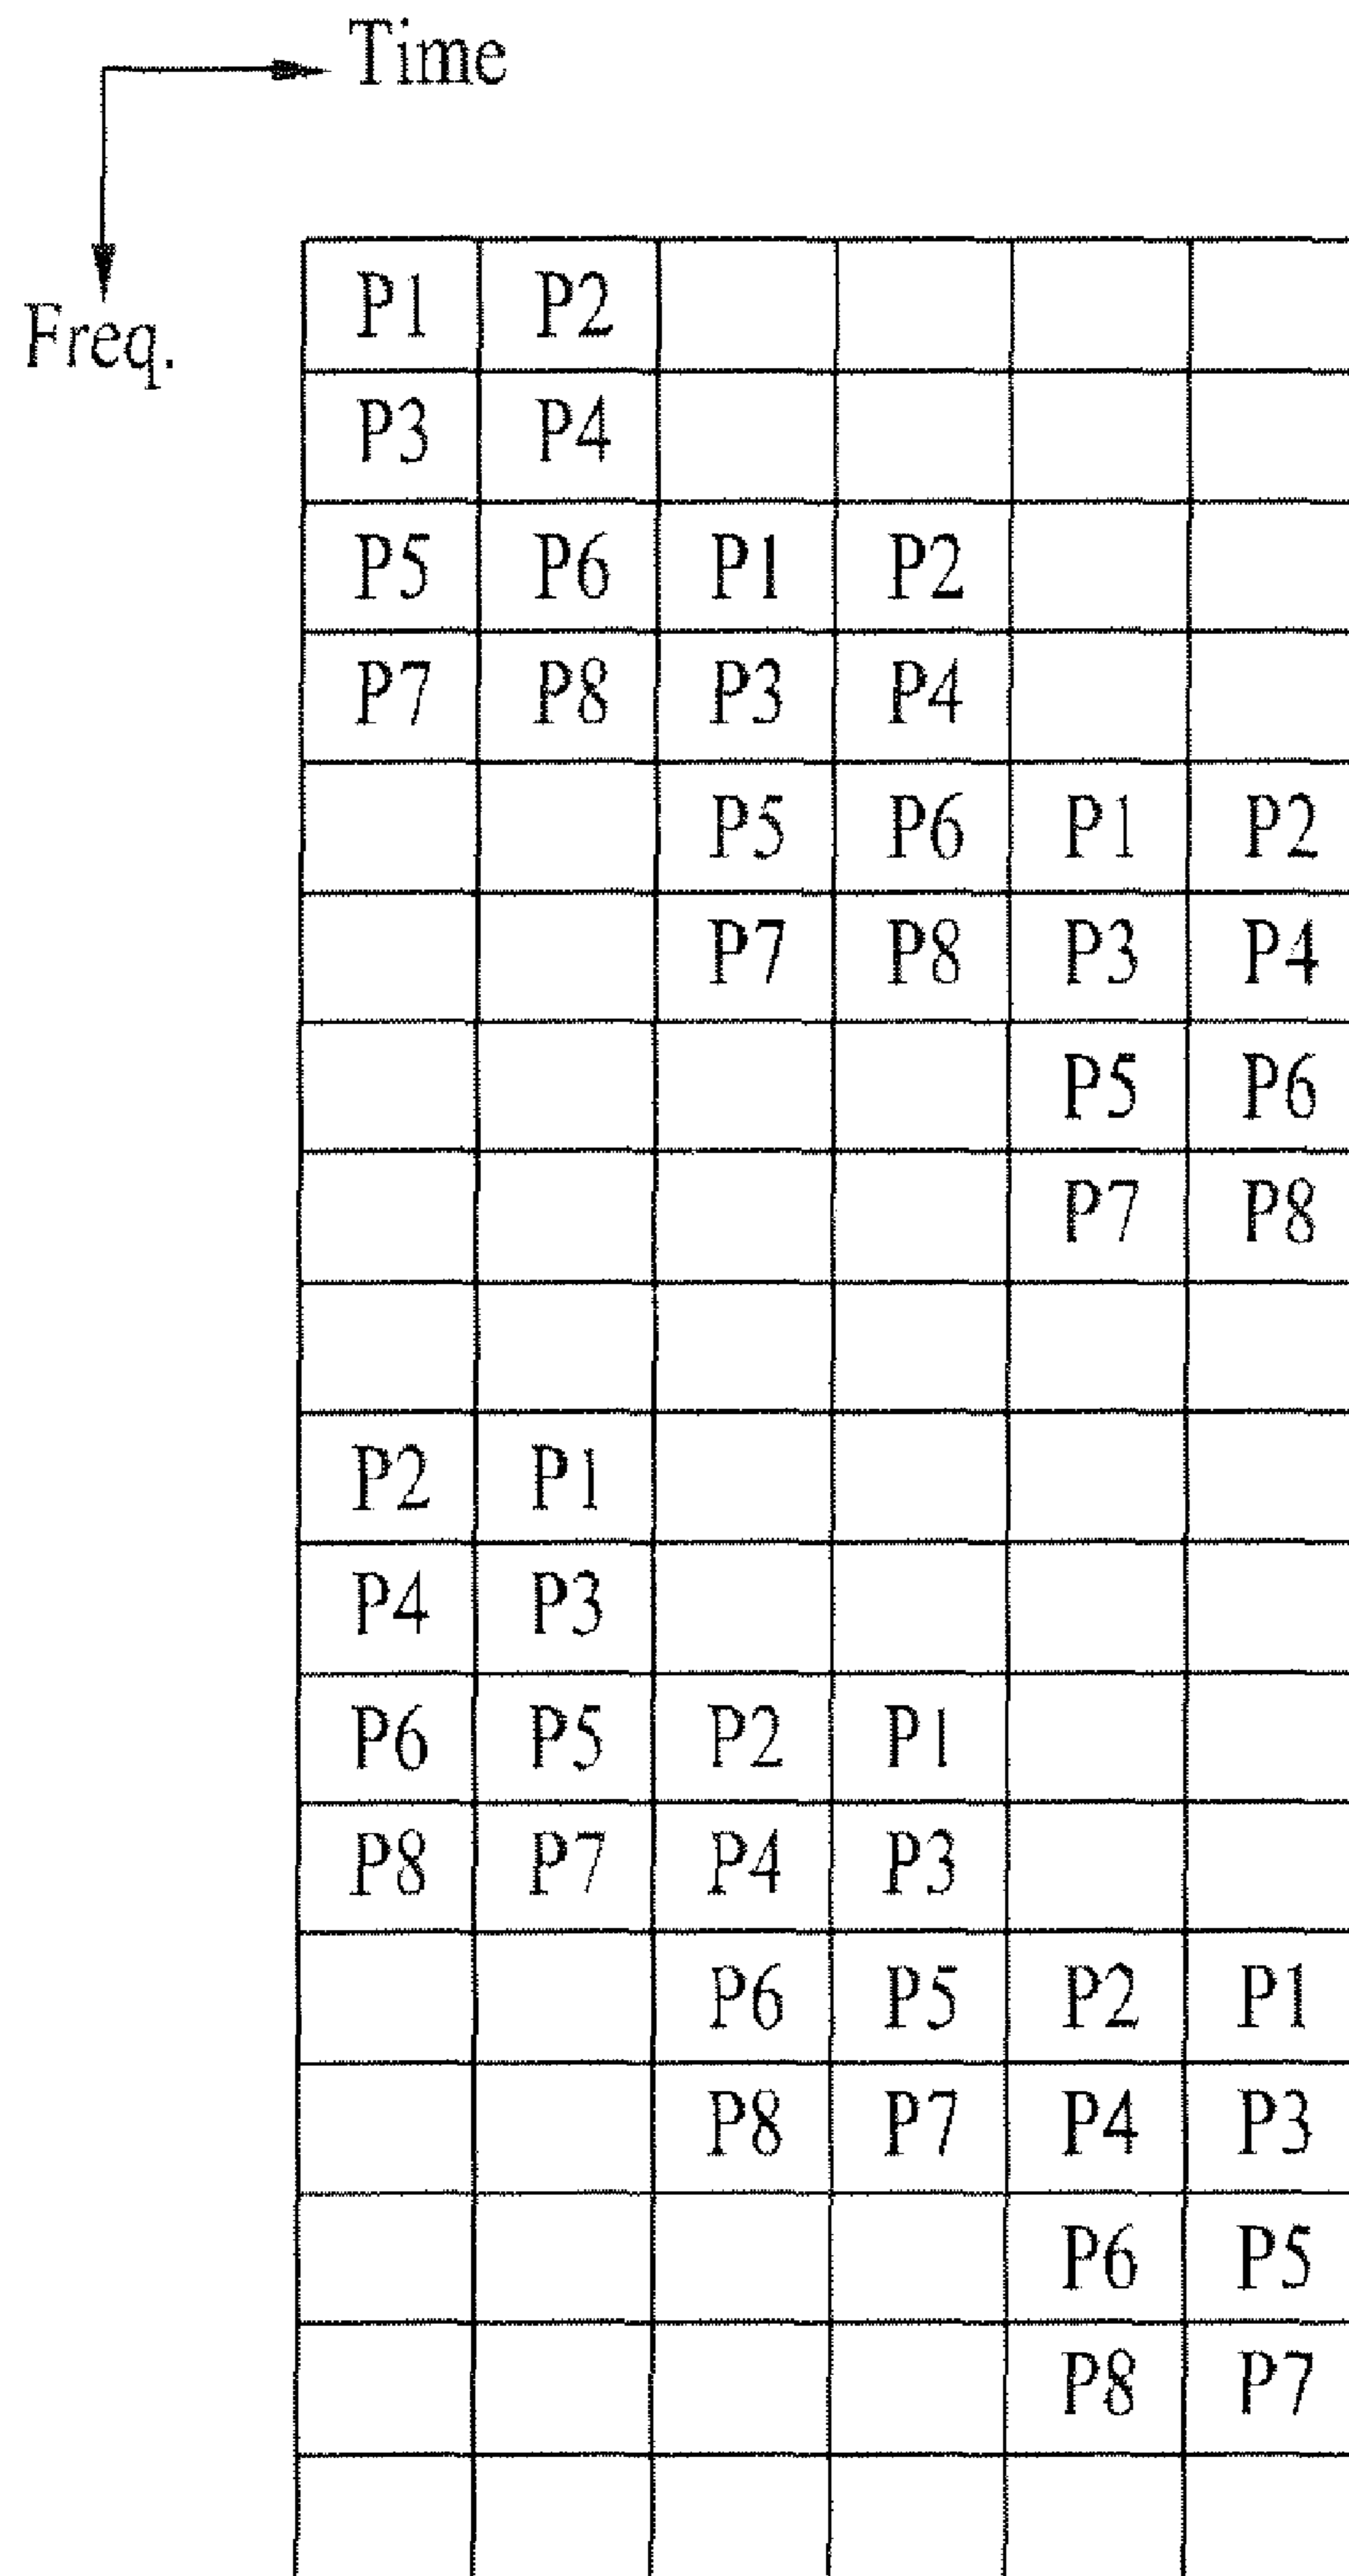 Time
Freq.
P1 P2
P3 P4
P5 P6 P1 P2
P7 P8 P3 P4
P5 P6 P1 P2
P7 P8 P3 P4
P5 P6
P7 P8
P2 P1
P4 P3
P6 P5 P2 P1
P8 P7 P4 P3
P6 P5 P2 P1
P8 P7 P4 P3
P6 P5
P8 P7